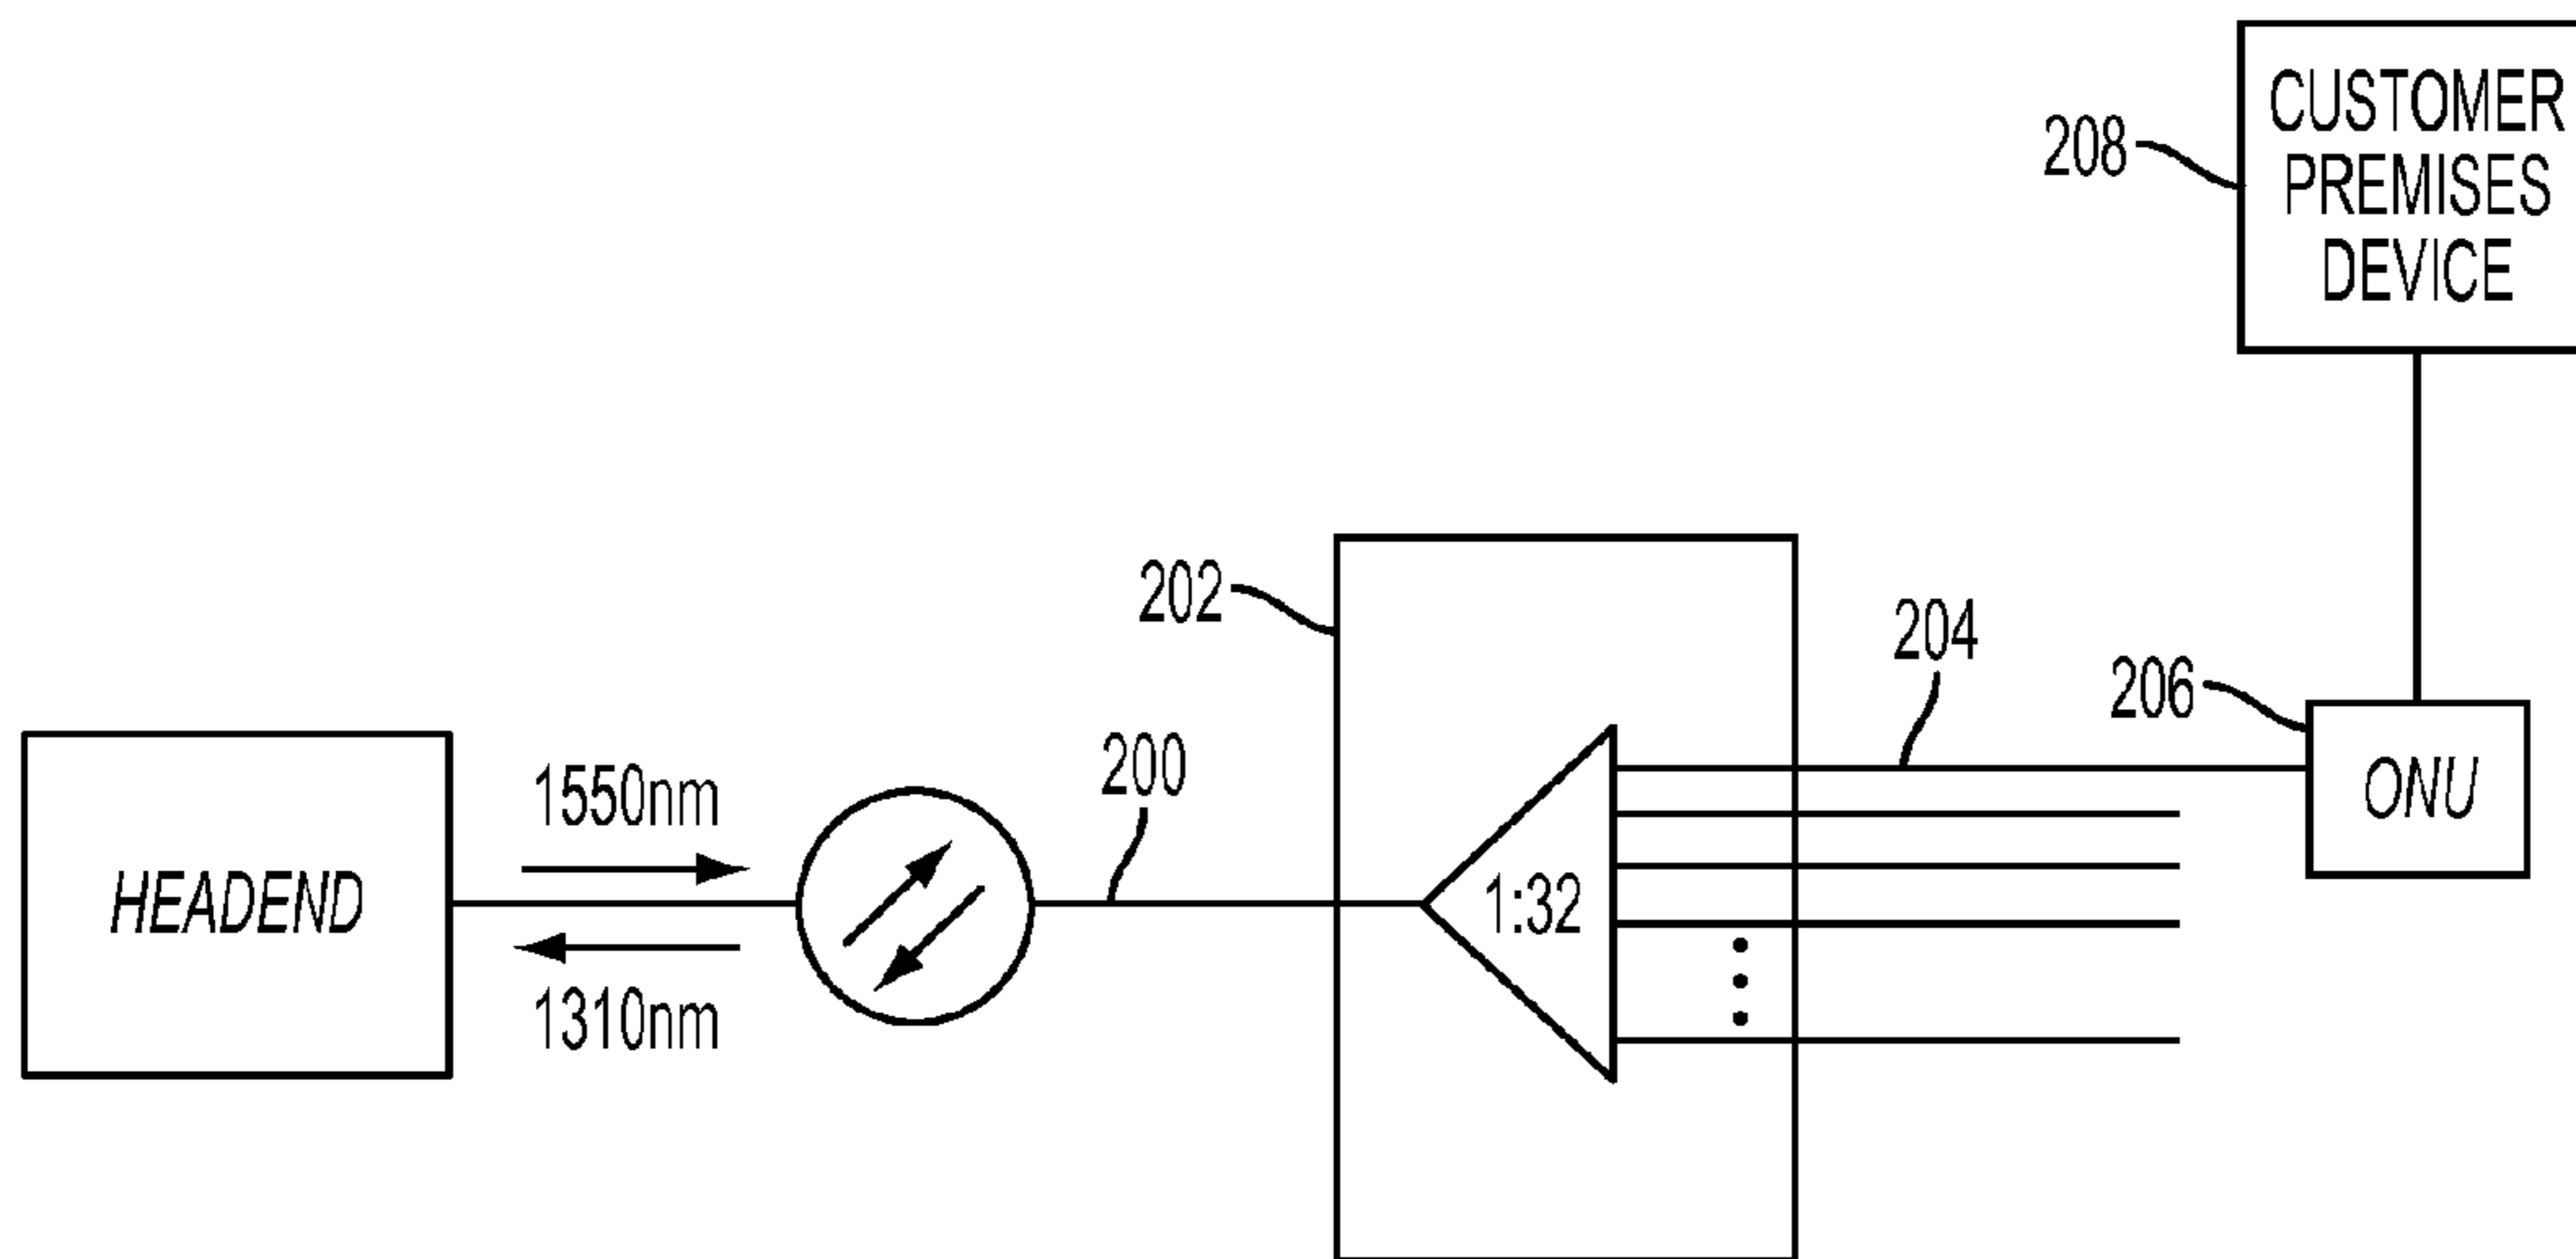 CUSTOMER
PREMISES
DEVICE
208
202
204
206
200
1550nm
HEADEND
1:32
ONU
1310nm